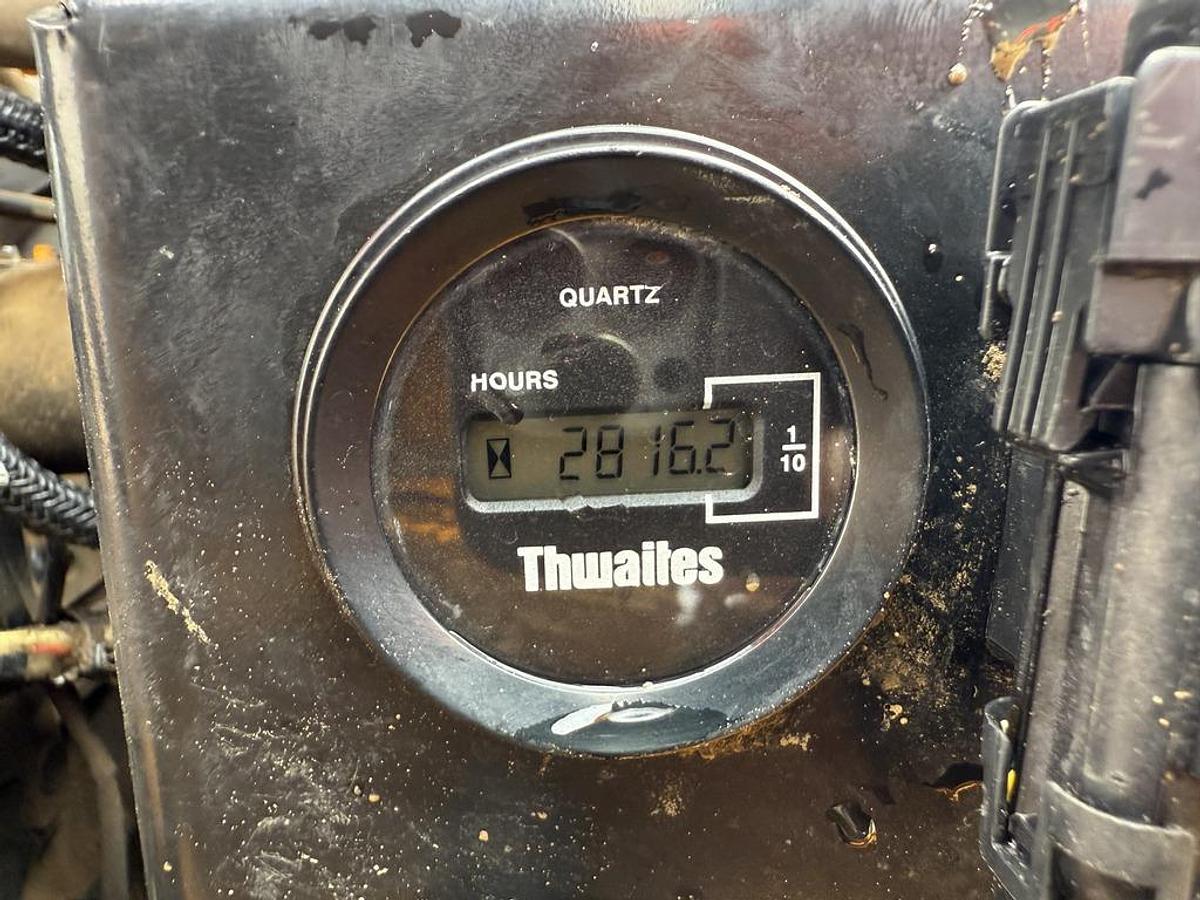 QUARTZ
HOURS
2816.2
1
10
Thwaites